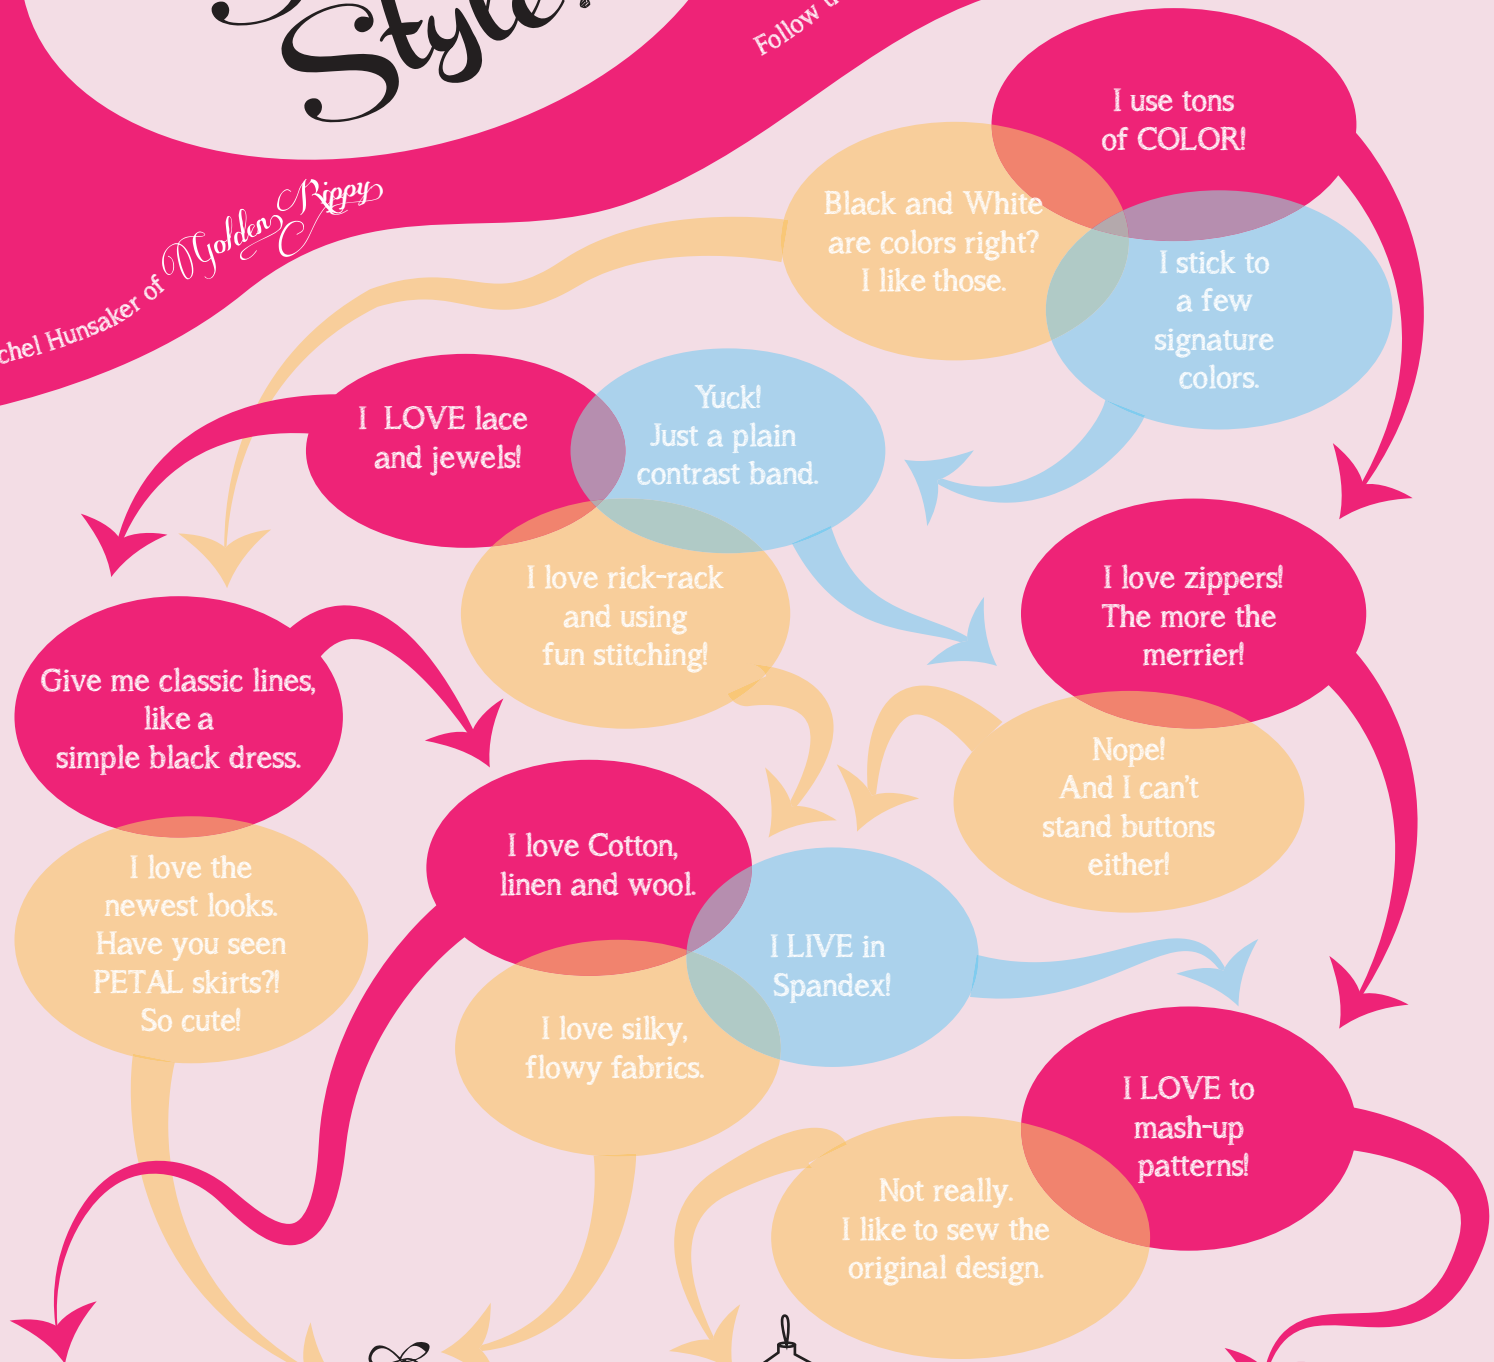 Style
Follow
chel Hunsaker of Golden Rippy
I use tons
of COLOR!
Black and White
are colors right?
I like those.
I stick to
a few
signature
colors.
I LOVE lace
and jewels!
Yuck!
Just a plain
contrast band.
I love rick-rack
and using
fun stitching!
I love zippers!
The more the
merrier!
Give me classic lines,
like a
simple black dress.
Nope!
And I can't
stand buttons
either!
I love the
newest looks.
Have you seen
PETAL skirts?!
So cute!
I love Cotton,
linen and wool.
I LIVE in
Spandex!
I love silky,
flowy fabrics.
I LOVE to
mash-up
patterns!
Not really.
I like to sew the
original design.